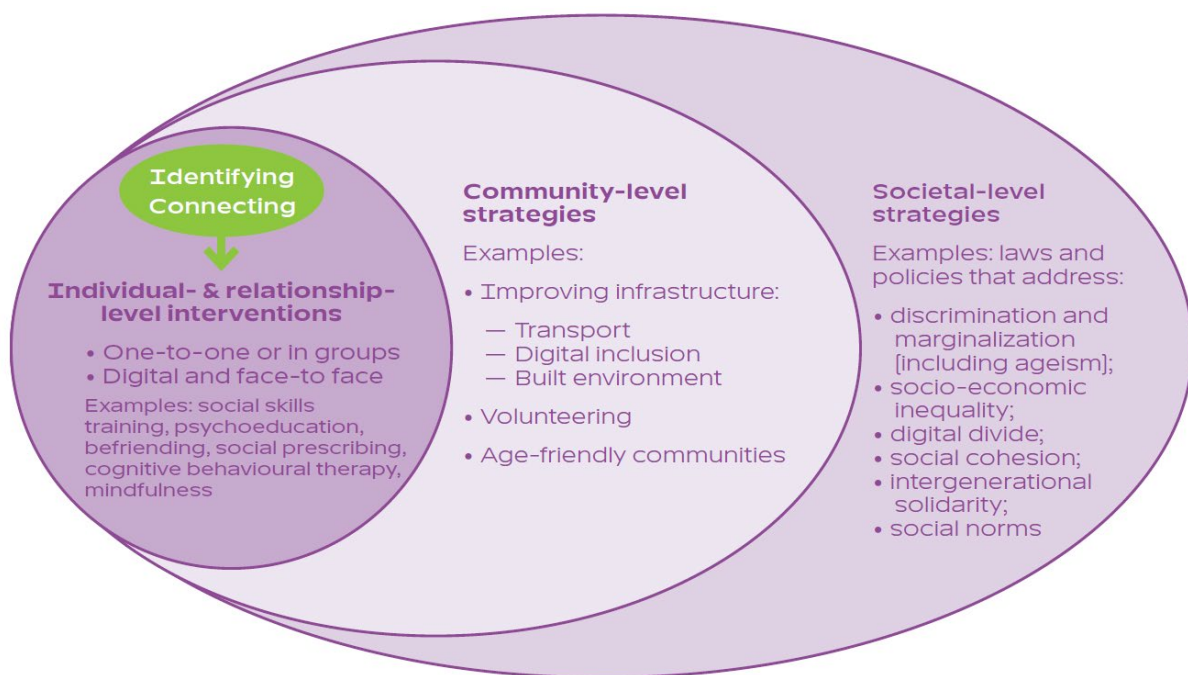 Identifying
Connecting
Individual- & relationship-
level interventions
• One-to-one or in groups
• Digital and face-to face
Examples: social skills
training, psychoeducation,
befriending, social prescribing,
cognitive behavioural therapy,
mindfulness
Community-level
strategies
Examples:
• Improving infrastructure:
— Transport
— Digital inclusion
— Built environment
• Volunteering
• Age-friendly communities
Societal-level
strategies
Examples: laws and
policies that address:
• discrimination and
marginalization
(including ageism);
• socio-economic
inequality;
• digital divide;
• social cohesion;
• intergenerational
solidarity;
• social norms